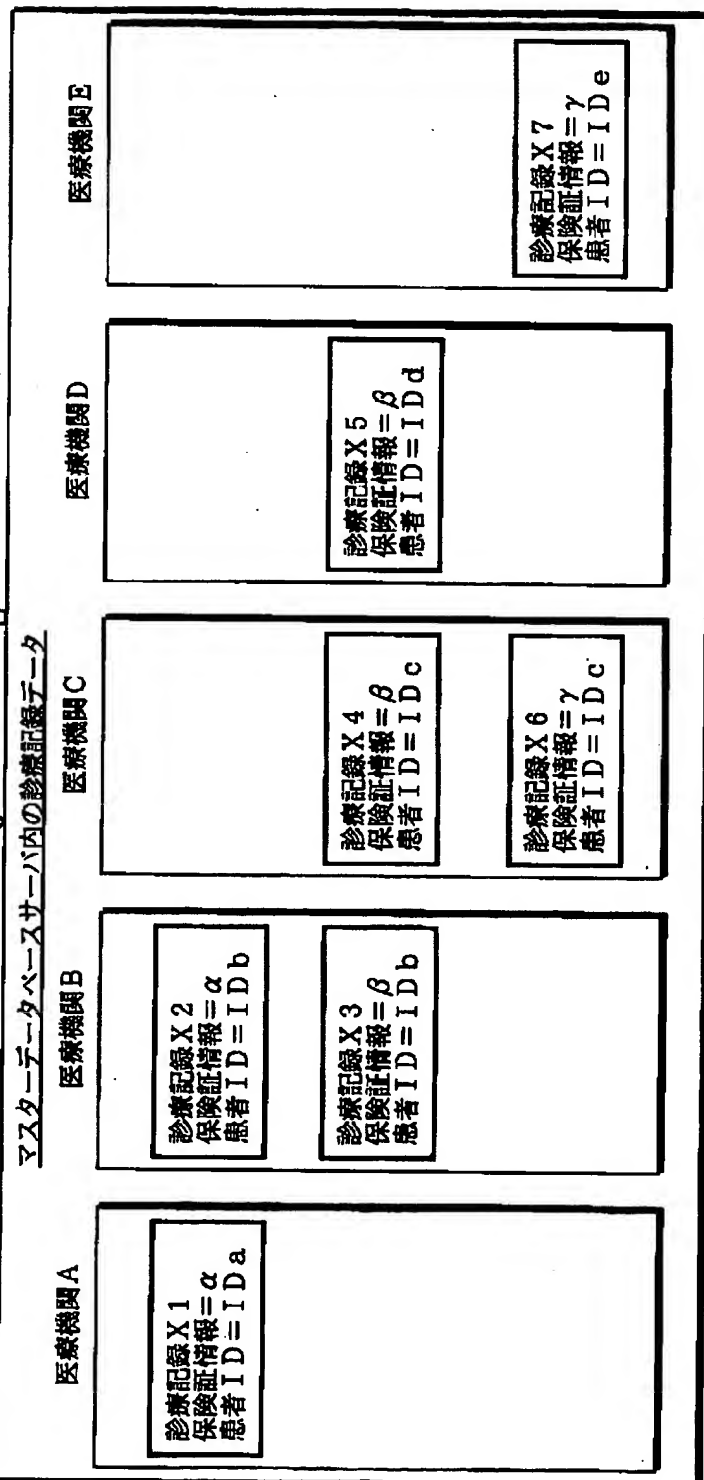 マスターデータベースサーバ内の診療記録データ
医療機関A
診療記録X1
保険証情報=α
患者ID=IDa
医療機関B
診療記録X2
保険証情報=α
患者ID=IDb
診療記録X3
保険証情報=β
患者ID=IDb
医療機関C
診療記録X4
保険証情報=β
患者ID=IDc
診療記録X6
保険証情報=γ
患者ID=IDc
医療機関D
診療記録X5
保険証情報=β
患者ID=IDd
医療機関E
診療記録X7
保険証情報=γ
患者ID=IDe